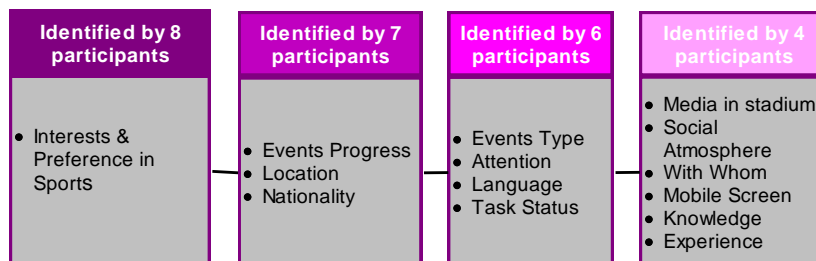 Identified by 8
participants
• Interests &
Preference in
Sports
Identified by 7
participants
• Events Progress
• Location
• Nationality
Identified by 6
participants
• Events Type
• Attention
• Language
• Task Status
Identified by 4
participants
• Media in stadium
• Social
Atmosphere
• With Whom
• Mobile Screen
• Knowledge
• Experience